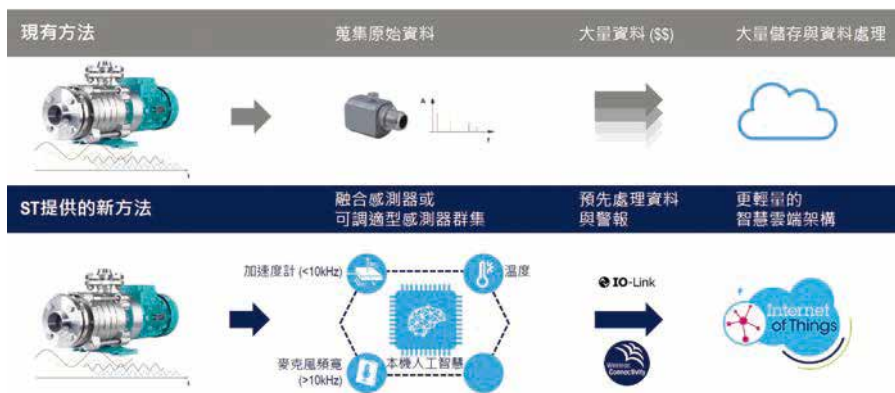 現有方法
蒐集原始資料
大量資料 ($$)
大量儲存與資料處理
A
F
t
ST提供的新方法
融合感測器或
可調適型感測器群集
預先處理資料
與警報
更輕量的
智慧雲端架構
加速度計 (<10kHz)
溫度
麥克風頻寬
(>10kHz)
本機人工智慧
IO-Link
Wireless
Connectivity
Internet
of Things
t